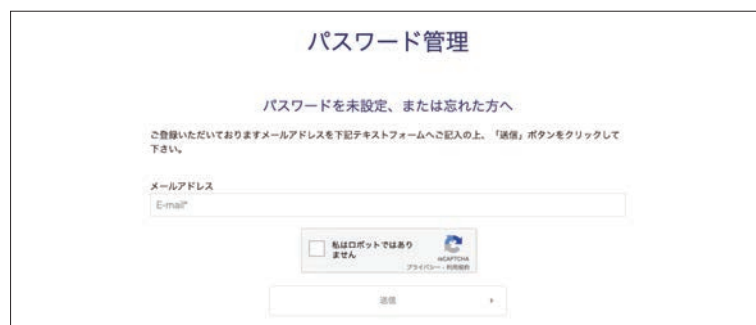 パスワード管理
パスワードを未設定、または忘れた方へ
ご登録いただいておりますメールアドレスを下記テキストフォームへご記入の上、「送信」ボタンをクリックして
下さい。
メールアドレス
E-mail*
私はロボットではあり
ません
reCAPTCHA
プライバシー - 利用規約
送信